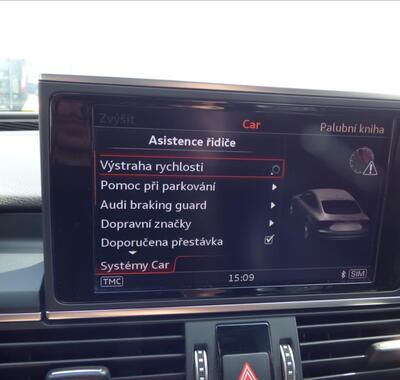 Zvýšit
Car
Palubní kniha
Asistence řidiče
Výstraha rychlosti
Pomoc při parkování
Audi braking guard
Dopravní značky
Doporučena přestávka
Systémy Car
TMC
15:09
SIM